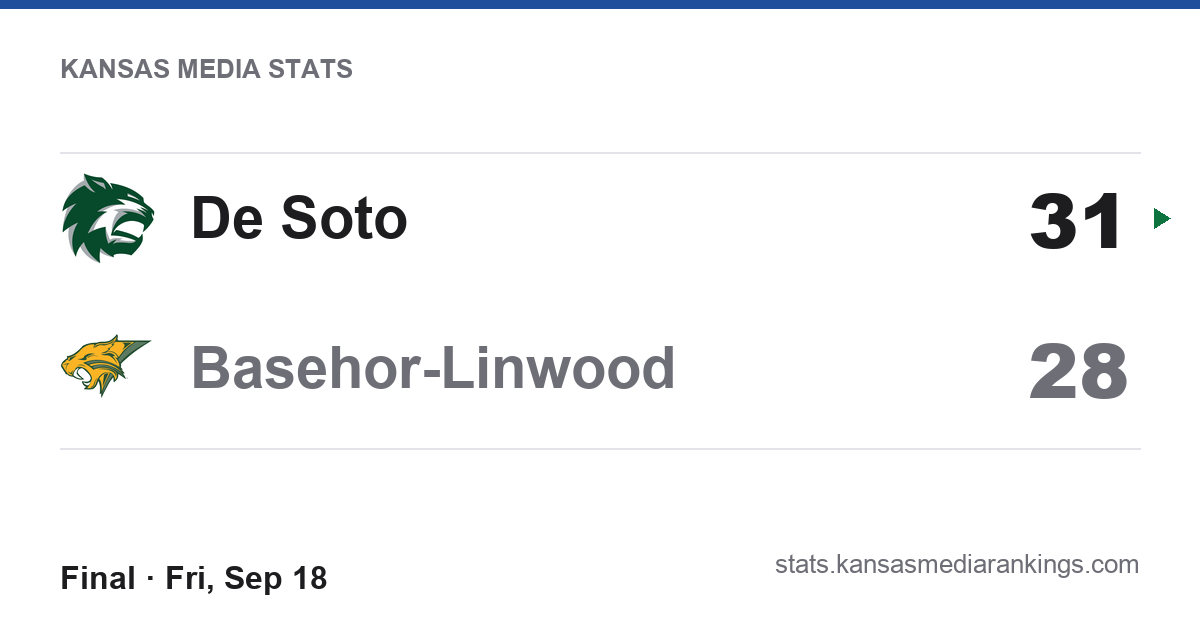 KANSAS MEDIA STATS
De Soto 31
Basehor-Linwood 28
Final · Fri, Sep 18
stats.kansasmediarankings.com